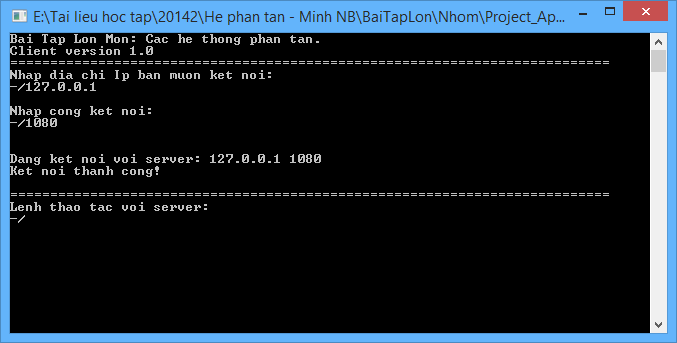 E:\Tai lieu hoc tap\20142\He phan tan - Minh NB\BaiTapLon\Nhom\Project_Ap...
Bai Tap Lon Mon: Cac he thong phan tan.
Client version 1.0
===========================================================================
Nhap dia chi Ip ban muon ket noi:
~/127.0.0.1
Nhap cong ket noi:
~/1080
Dang ket noi voi server: 127.0.0.1 1080
Ket noi thanh cong!
===========================================================================
Lenh thao tac voi server:
~/